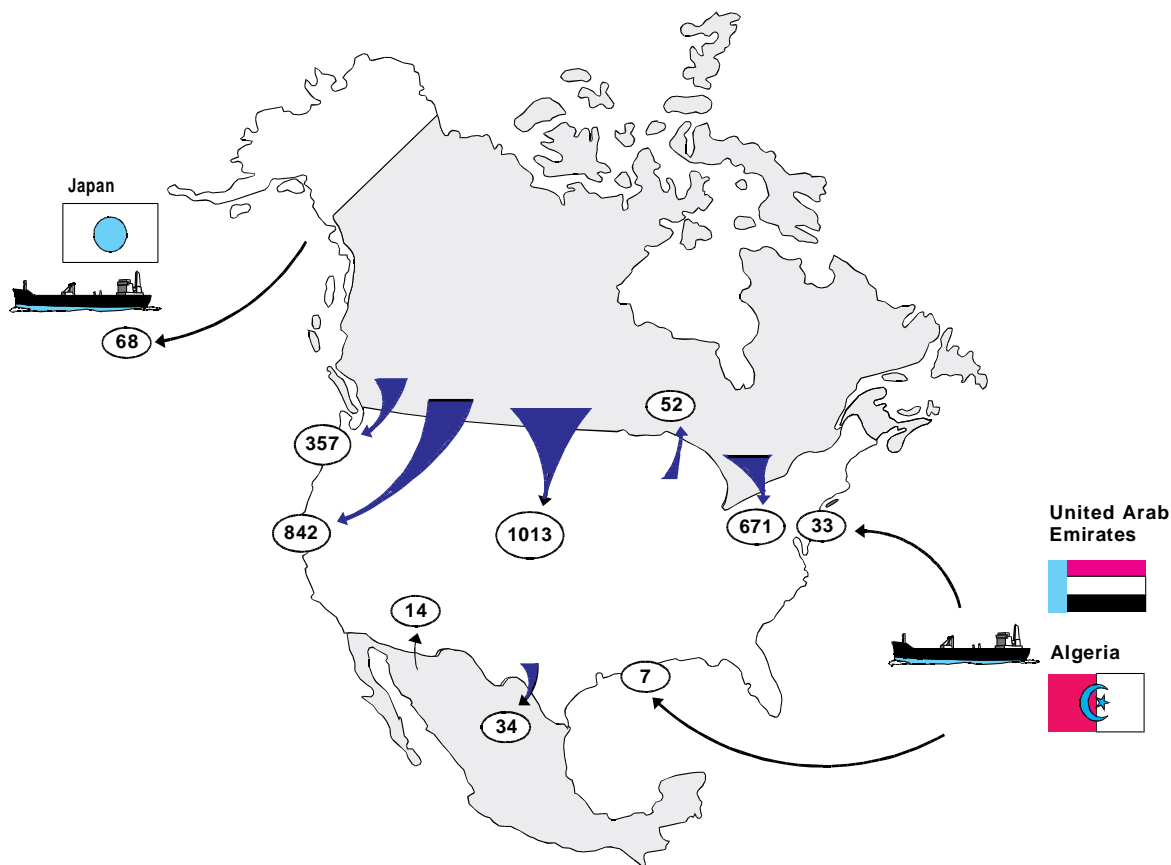 Japan
68
52
357
842
1013
671
33
United Arab
Emirates
14
7
Algeria
34